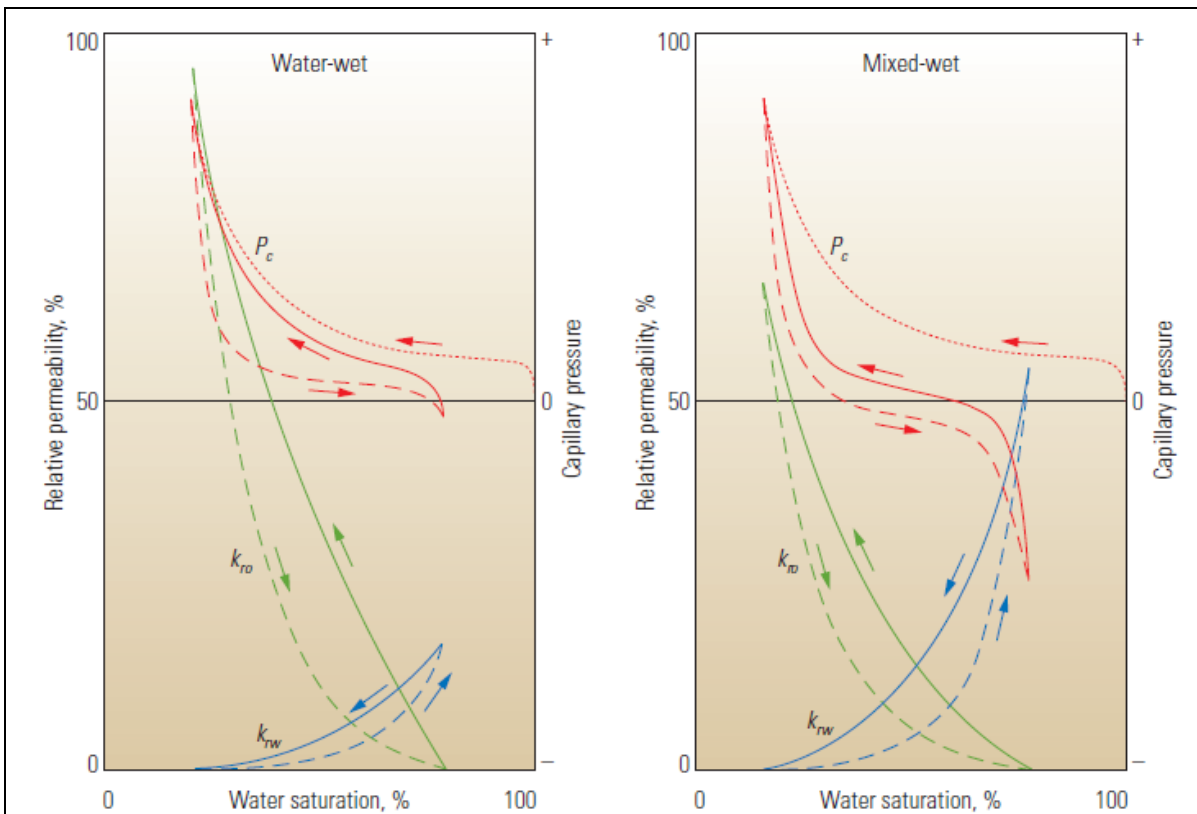 Water-wet
100
+
P_c
Relative permeability, %
50
0
Capillary pressure
k_ro
k_rw
0
–
0
Water saturation, %
100
Mixed-wet
100
+
P_c
Relative permeability, %
50
0
Capillary pressure
k_ro
k_rw
0
–
0
Water saturation, %
100